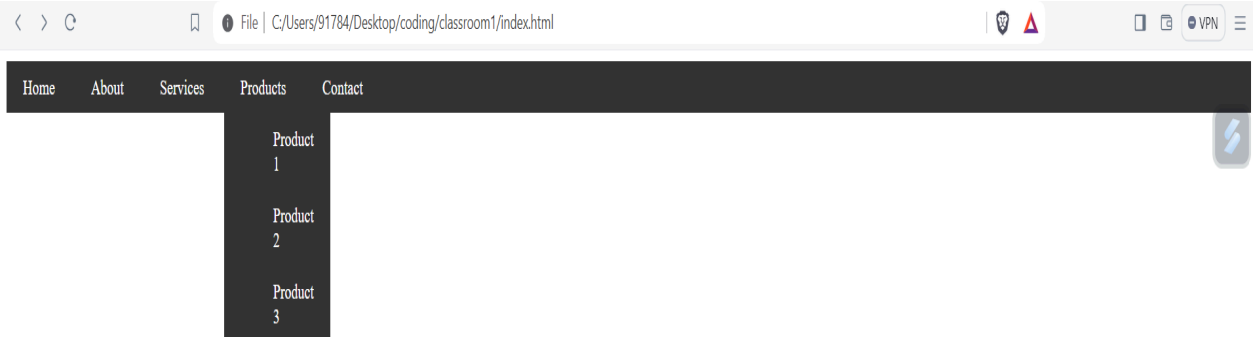 File | C:/Users/91784/Desktop/coding/classroom1/index.html
VPN
Home About Services Products Contact
Product
1
Product
2
Product
3